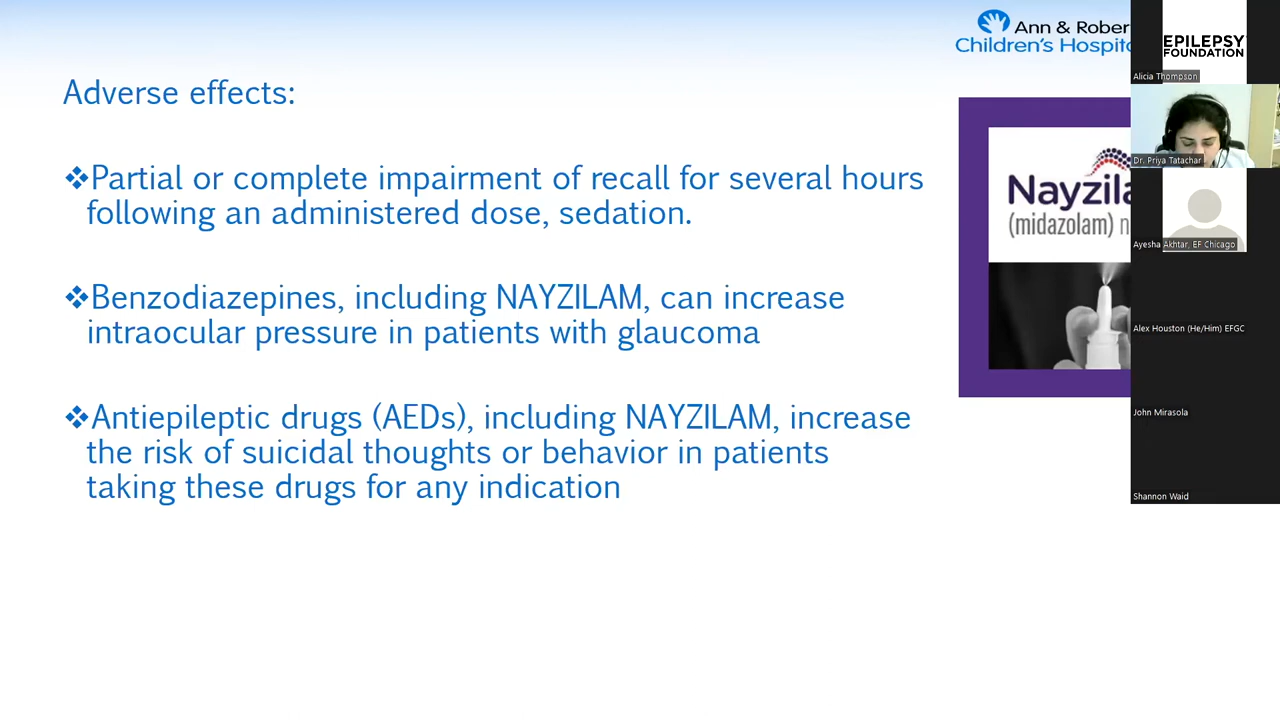 Ann & Rober
Children's Hospit
Adverse effects:
❖Partial or complete impairment of recall for several hours
following an administered dose, sedation.
❖Benzodiazepines, including NAYZILAM, can increase
intraocular pressure in patients with glaucoma
❖Antiepileptic drugs (AEDs), including NAYZILAM, increase
the risk of suicidal thoughts or behavior in patients
taking these drugs for any indication
Nayzila
(midazolam) n
EPILEPSY
FOUNDATION
Alicia Thompson
Dr. Priya Tatachar
Ayesha Akhtar, EF Chicago
Alex Houston (He/Him) EFGC
John Mirasola
Shannon Waid